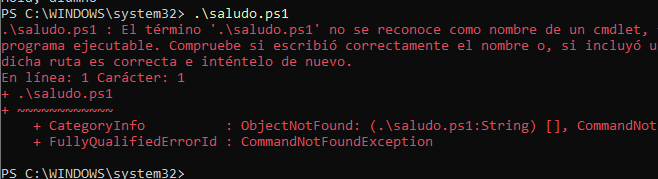 PS C:\WINDOWS\system32> .\saludo.ps1
.\saludo.ps1 : El término '.\saludo.ps1' no se reconoce como nombre de un cmdlet,
programa ejecutable. Compruebe si escribió correctamente el nombre o, si incluyó u
dicha ruta es correcta e inténtelo de nuevo.
En línea: 1 Carácter: 1
+ .\saludo.ps1
+ ~~~~~~~~~~~~
    + CategoryInfo          : ObjectNotFound: (.\saludo.ps1:String) [], CommandNot
    + FullyQualifiedErrorId : CommandNotFoundException
PS C:\WINDOWS\system32>